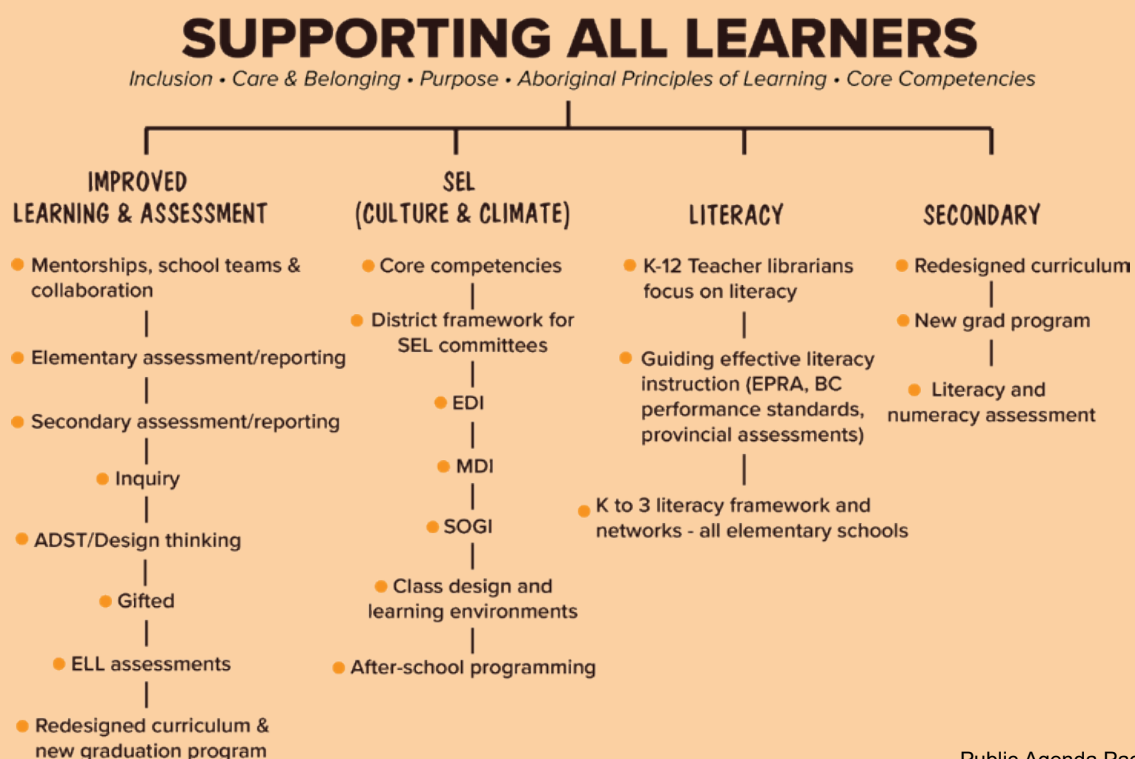 SUPPORTING ALL LEARNERS
Inclusion • Care & Belonging • Purpose • Aboriginal Principles of Learning • Core Competencies
IMPROVED
LEARNING & ASSESSMENT
Mentorships, school teams &
collaboration
Elementary assessment/reporting
Secondary assessment/reporting
Inquiry
ADST/Design thinking
Gifted
ELL assessments
Redesigned curriculum &
new graduation program
SEL
(CULTURE & CLIMATE)
Core competencies
District framework for
SEL committees
EDI
MDI
SOGI
Class design and
learning environments
After-school programming
LITERACY
K-12 Teacher librarians
focus on literacy
Guiding effective literacy
instruction (EPRA, BC
performance standards,
provincial assessments)
K to 3 literacy framework and
networks - all elementary schools
SECONDARY
Redesigned curriculum
New grad program
Literacy and
numeracy assessment
Public Agenda